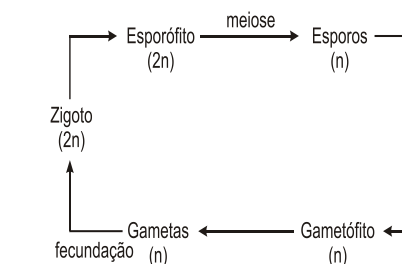 meiose
Esporófito
(2n)
Esporos
(n)
Zigoto
(2n)
Gametas
(n)
Gametófito
(n)
fecundação